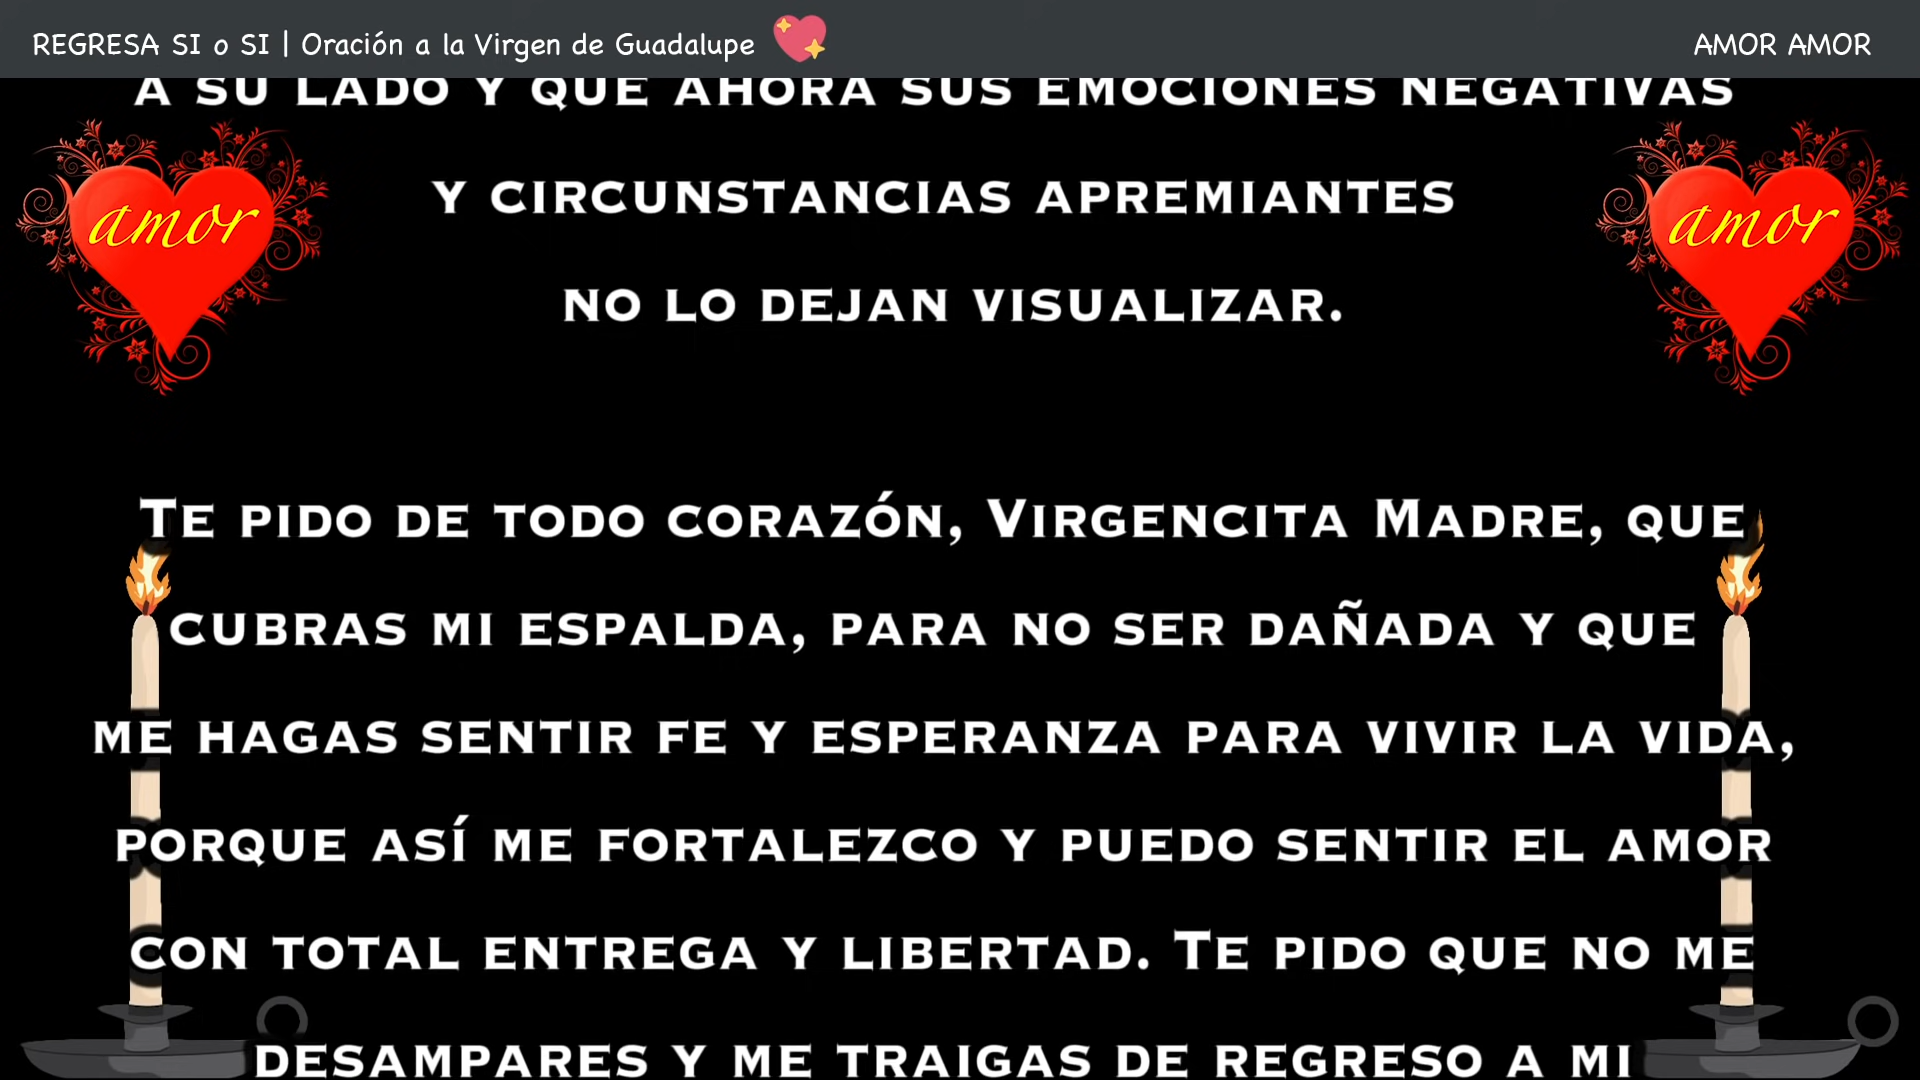 REGRESA SI o SI | Oración a la Virgen de Guadalupe
AMOR AMOR
A SU LADO Y QUE AHORA SUS EMOCIONES NEGATIVAS
amor
amor
Y CIRCUNSTANCIAS APREMIANTES
NO LO DEJAN VISUALIZAR.
TE PIDO DE TODO CORAZÓN, VIRGENCITA MADRE, QUE
CUBRAS MI ESPALDA, PARA NO SER DAÑADA Y QUE
ME HAGAS SENTIR FE Y ESPERANZA PARA VIVIR LA VIDA,
PORQUE ASÍ ME FORTALEZCO Y PUEDO SENTIR EL AMOR
CON TOTAL ENTREGA Y LIBERTAD. TE PIDO QUE NO ME
DESAMPARES Y ME TRAIGAS DE REGRESO A MI